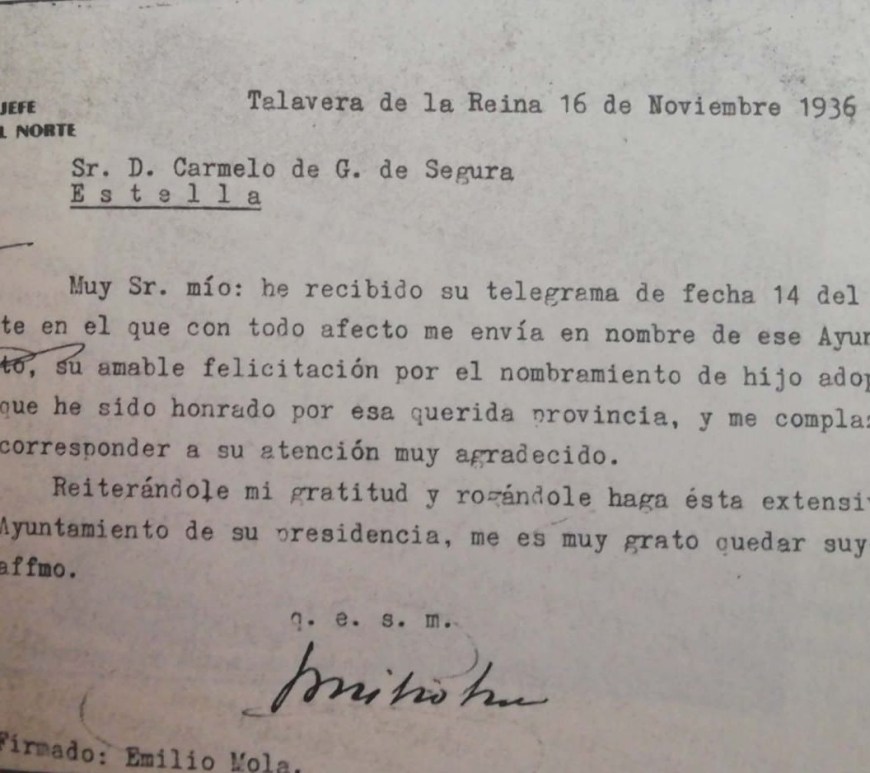 JEFE
L NORTE
Talavera de la Reina 16 de Noviembre 1936
Sr. D. Carmelo de G. de Segura
Estella
Muy Sr. mío: he recibido su telegrama de fecha 14 del
te en el que con todo afecto me envía en nombre de ese Ayun
to, su amable felicitación por el nombramiento de hijo adop
que he sido honrado por esa querida provincia, y me compla
corresponder a su atención muy agradecido.
Reiterándole mi gratitud y rogándole haga ésta extensi
Ayuntamiento de su presidencia, me es muy grato quedar suy
affmo.
q. e. s. m.
Firmado: Emilio Mola.